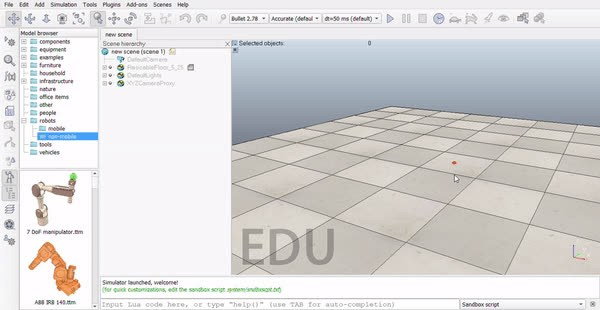 File Edit Add Simulation Tools Plugins Add-ons Scenes Help
Bullet 2.78 Accurate (defaul dt=50 ms (default)
Model browser
components
equipment
examples
furniture
household
infrastructure
nature
office items
other
people
robots
mobile
non-mobile
tools
vehicles
7 DoF manipulator.ttm
ABB IRB 140.ttm
new scene
Scene hierarchy
new scene (scene 1)
DefaultCamera
ResizableFloor_5_25
DefaultLights
XYZCameraProxy
Selected objects: 0
EDU
Simulator launched, welcome!
(for quick customizations, edit the sandbox script system/sndbxscpt.txt)
Input Lua code here, or type "help()" (use TAB for auto-completion)
Sandbox script